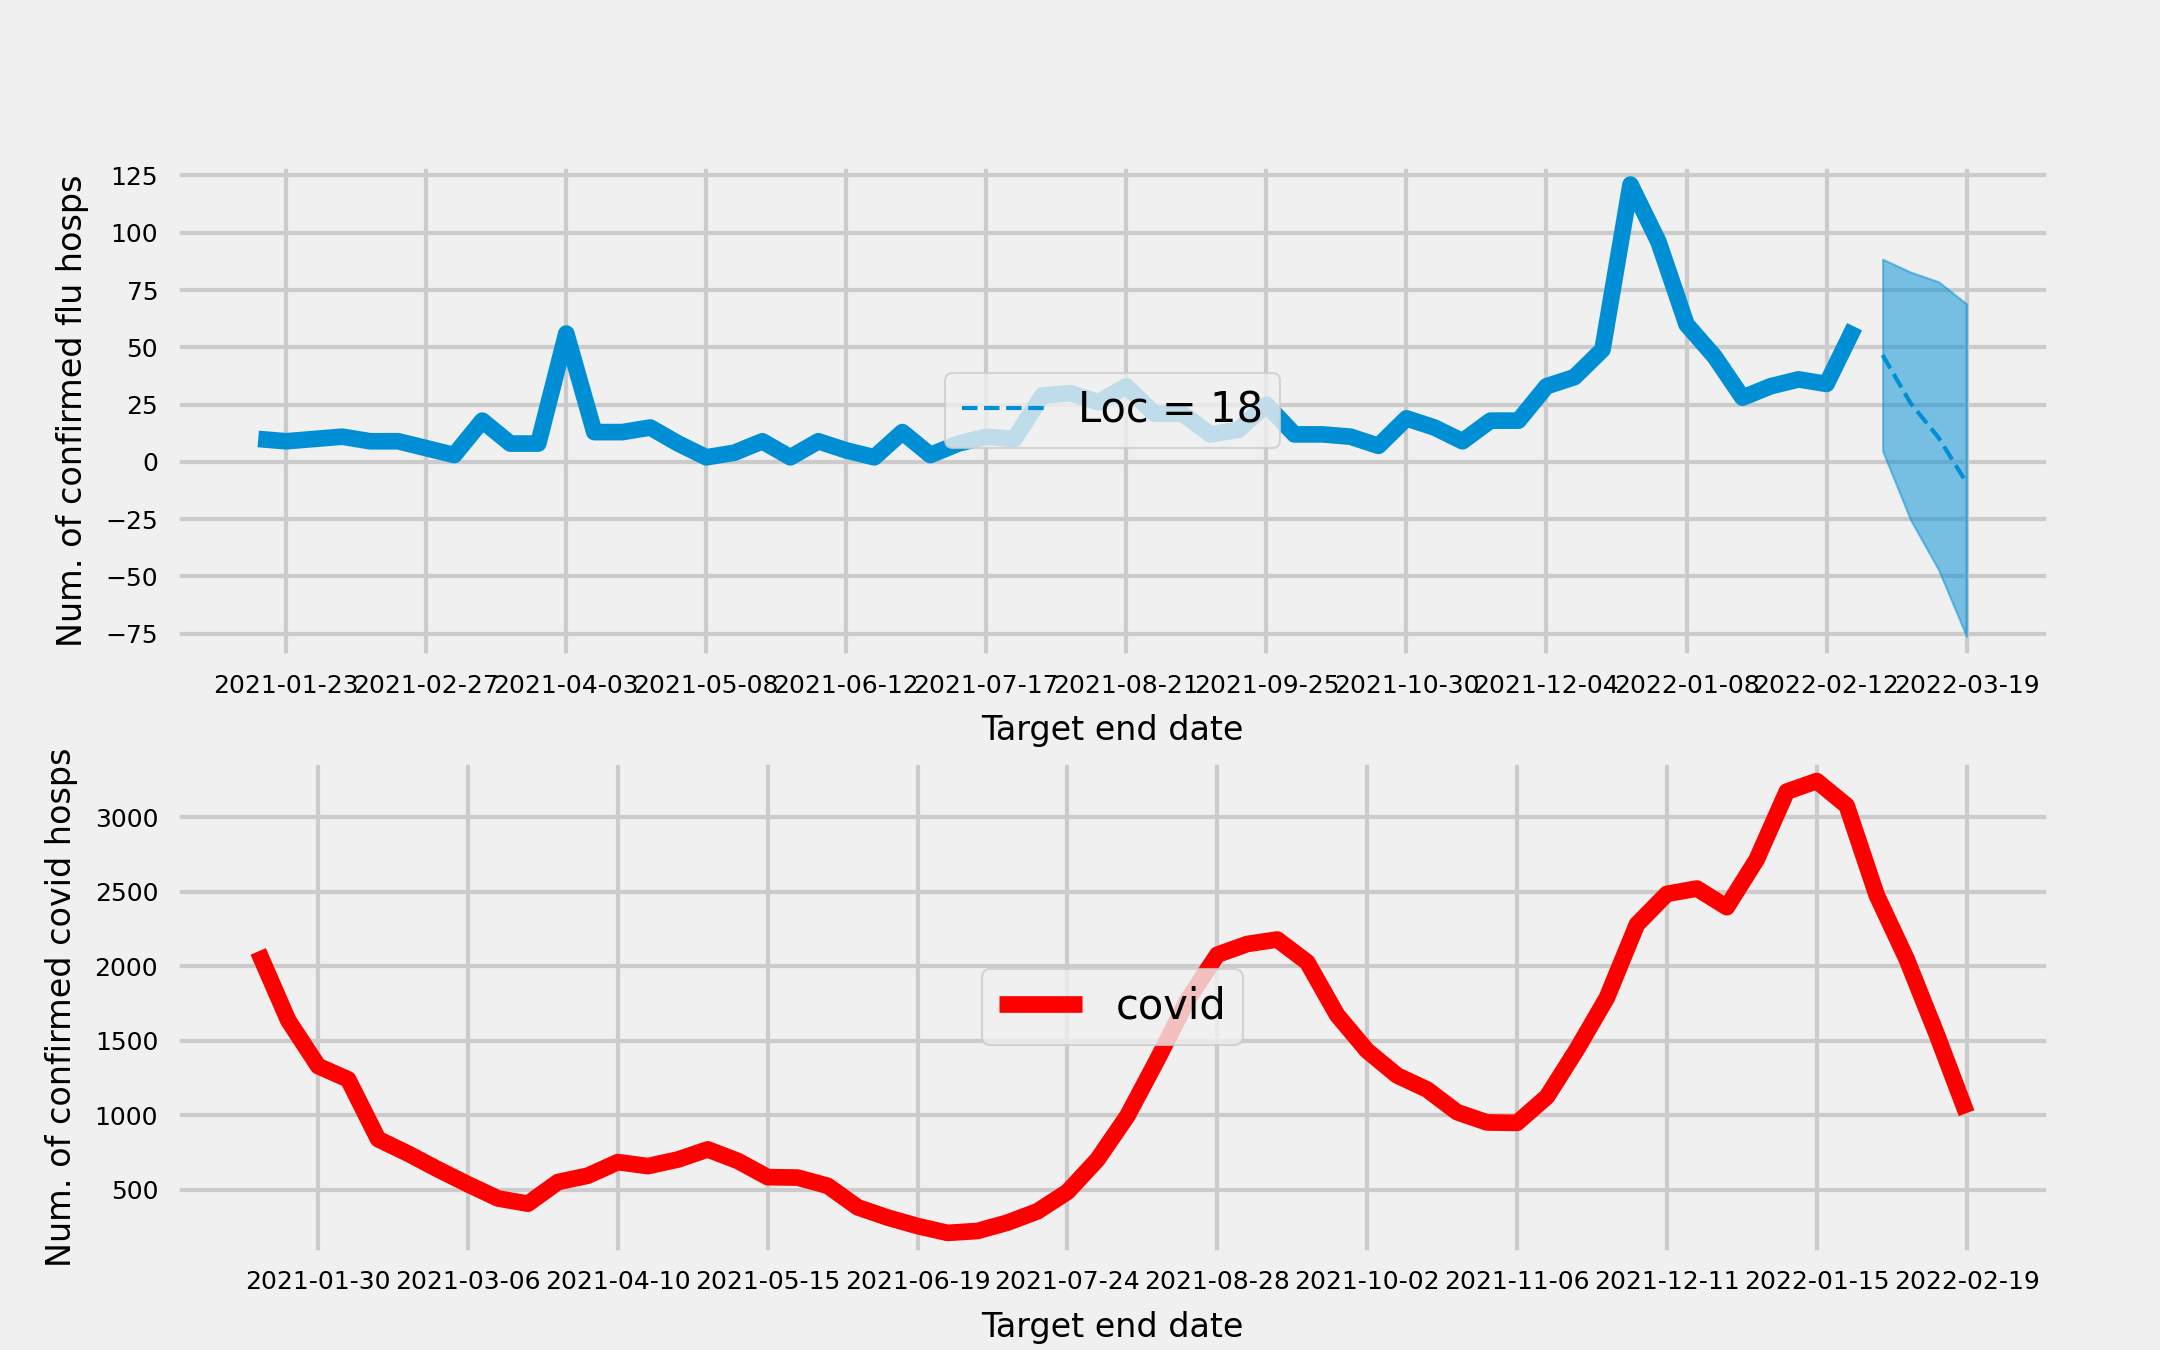 Num. of confirmed flu hosps
125
100
75
50
25
0
−25
−50
−75
Loc = 18
2021-01-23 2021-02-27 2021-04-03 2021-05-08 2021-06-12 2021-07-17 2021-08-21 2021-09-25 2021-10-30 2021-12-04 2022-01-08 2022-02-12 2022-03-19
Target end date
Num. of confirmed covid hosps
3000
2500
2000
1500
1000
500
covid
2021-01-30 2021-03-06 2021-04-10 2021-05-15 2021-06-19 2021-07-24 2021-08-28 2021-10-02 2021-11-06 2021-12-11 2022-01-15 2022-02-19
Target end date